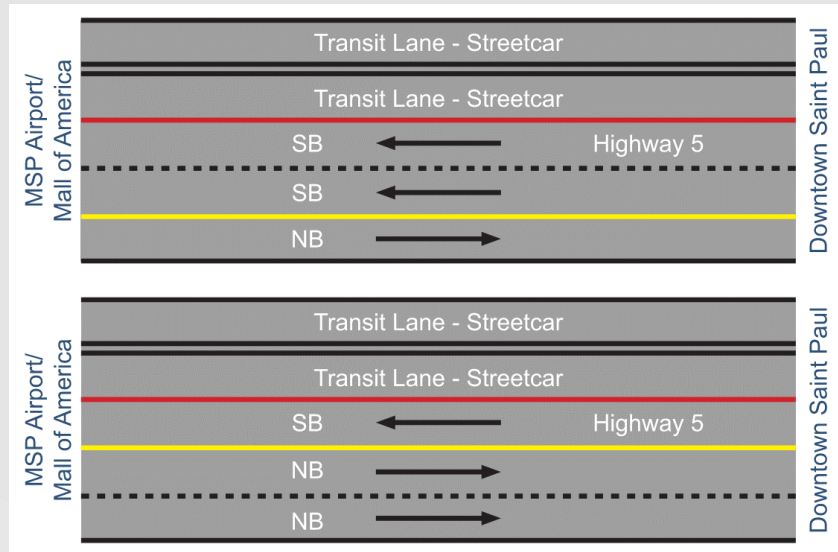 MSP Airport/
Mall of America
Transit Lane - Streetcar
Transit Lane - Streetcar
SB
Highway 5
SB
NB
Downtown Saint Paul
MSP Airport/
Mall of America
Transit Lane - Streetcar
Transit Lane - Streetcar
SB
Highway 5
NB
NB
Downtown Saint Paul